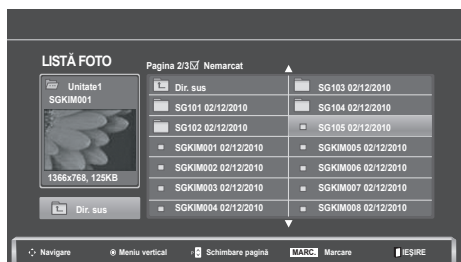 LISTĂ FOTO
Pagina 2/3 Nemarcat
Unitate1
SGKIM001
1366x768, 125KB
Dir. sus
Dir. sus
SG101 02/12/2010
SG102 02/12/2010
SGKIM001 02/12/2010
SGKIM002 02/12/2010
SGKIM003 02/12/2010
SGKIM004 02/12/2010
SG103 02/12/2010
SG104 02/12/2010
SG105 02/12/2010
SGKIM005 02/12/2010
SGKIM006 02/12/2010
SGKIM007 02/12/2010
SGKIM008 02/12/2010
Navigare Meniu vertical P Schimbare pagină MARC. Marcare IEŞIRE